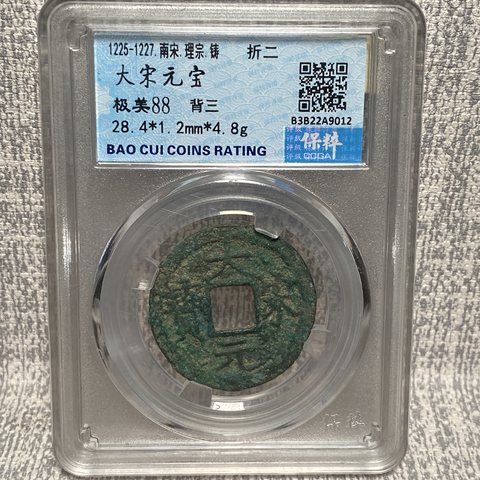 1225-1227.南宋.理宗.铸 折二
大宋元宝
极美88 背三
28.4*1.2mm*4.8g
BAO CUI COINS RATING
B3B22A9012
保粹
大
元
宋